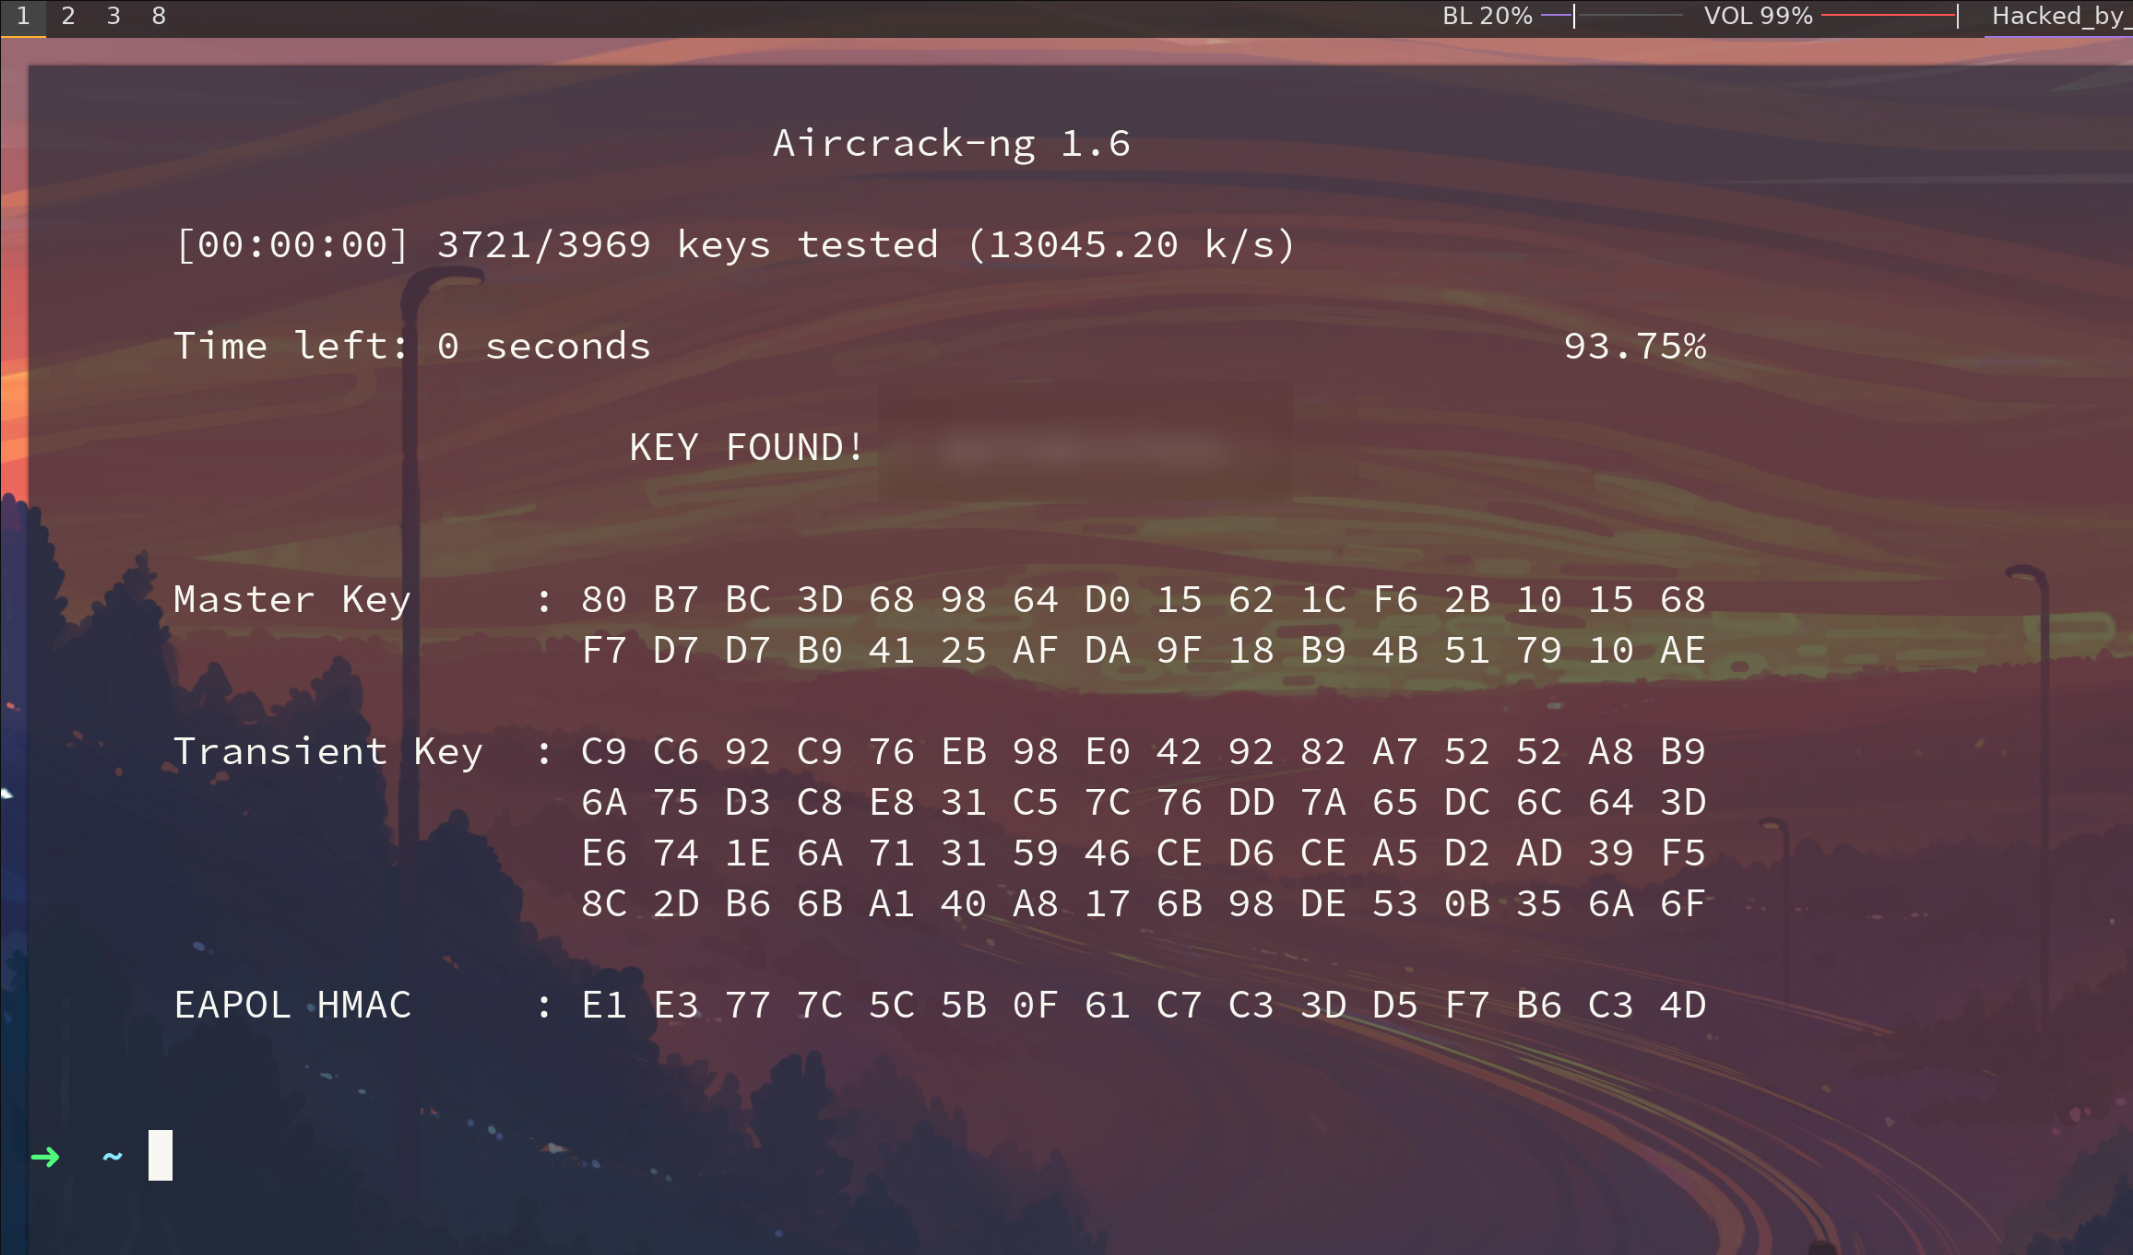 1 2 3 8 BL 20% VOL 99% Hacked_by_
Aircrack-ng 1.6
[00:00:00] 3721/3969 keys tested (13045.20 k/s)
Time left: 0 seconds 93.75%
KEY FOUND!
Master Key : 80 B7 BC 3D 68 98 64 D0 15 62 1C F6 2B 10 15 68
F7 D7 D7 B0 41 25 AF DA 9F 18 B9 4B 51 79 10 AE
Transient Key : C9 C6 92 C9 76 EB 98 E0 42 92 82 A7 52 52 A8 B9
6A 75 D3 C8 E8 31 C5 7C 76 DD 7A 65 DC 6C 64 3D
E6 74 1E 6A 71 31 59 46 CE D6 CE A5 D2 AD 39 F5
8C 2D B6 6B A1 40 A8 17 6B 98 DE 53 0B 35 6A 6F
EAPOL HMAC : E1 E3 77 7C 5C 5B 0F 61 C7 C3 3D D5 F7 B6 C3 4D
➜ ~